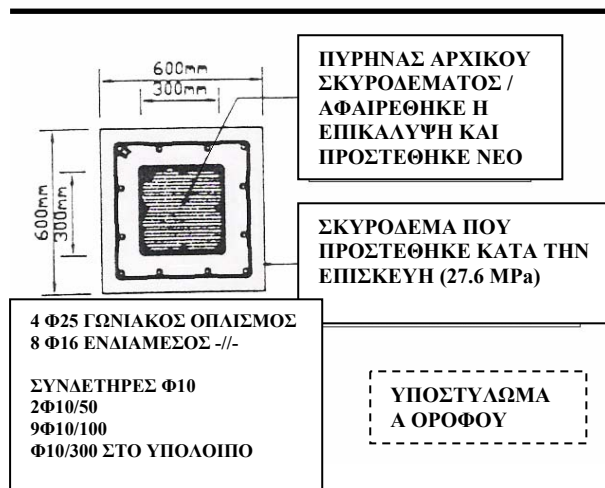 600mm
300mm
600mm
300mm
ΠΥΡΗΝΑΣ ΑΡΧΙΚΟΥ
ΣΚΥΡΟΔΕΜΑΤΟΣ /
ΑΦΑΙΡΕΘΗΚΕ Η
ΕΠΙΚΑΛΥΨΗ ΚΑΙ
ΠΡΟΣΤΕΘΗΚΕ ΝΕΟ
ΣΚΥΡΟΔΕΜΑ ΠΟΥ
ΠΡΟΣΤΕΘΗΚΕ ΚΑΤΑ ΤΗΝ
ΕΠΙΣΚΕΥΗ (27.6 MPa)
4 Φ25 ΓΩΝΙΑΚΟΣ ΟΠΛΙΣΜΟΣ
8 Φ16 ΕΝΔΙΑΜΕΣΟΣ -//-
ΣΥΝΔΕΤΗΡΕΣ Φ10
2Φ10/50
9Φ10/100
Φ10/300 ΣΤΟ ΥΠΟΛΟΙΠΟ
ΥΠΟΣΤΥΛΩΜΑ
Α ΟΡΟΦΟΥ